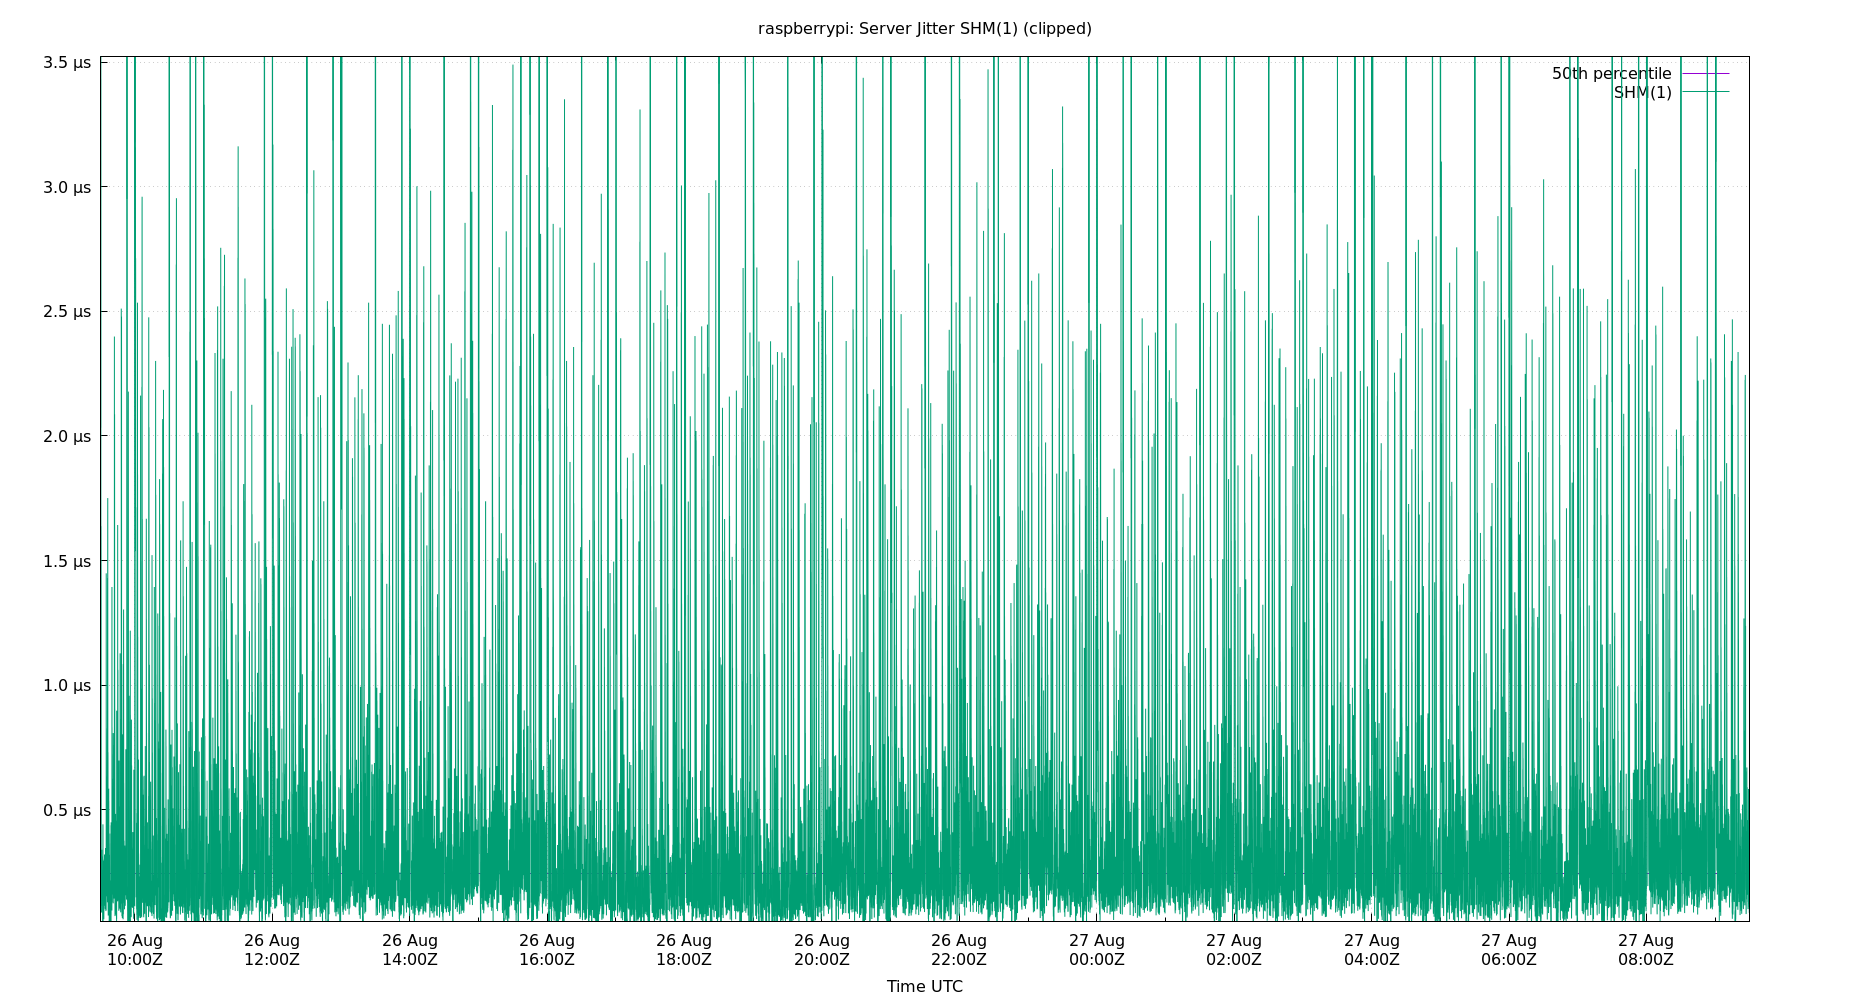 raspberrypi: Server Jitter SHM(1) (clipped)
3.5 µs
3.0 µs
2.5 µs
2.0 µs
1.5 µs
1.0 µs
0.5 µs
50th percentile
SHM(1)
26 Aug 26 Aug 26 Aug 26 Aug 26 Aug 26 Aug 26 Aug 27 Aug 27 Aug 27 Aug 27 Aug 27 Aug
10:00Z 12:00Z 14:00Z 16:00Z 18:00Z 20:00Z 22:00Z 00:00Z 02:00Z 04:00Z 06:00Z 08:00Z
Time UTC